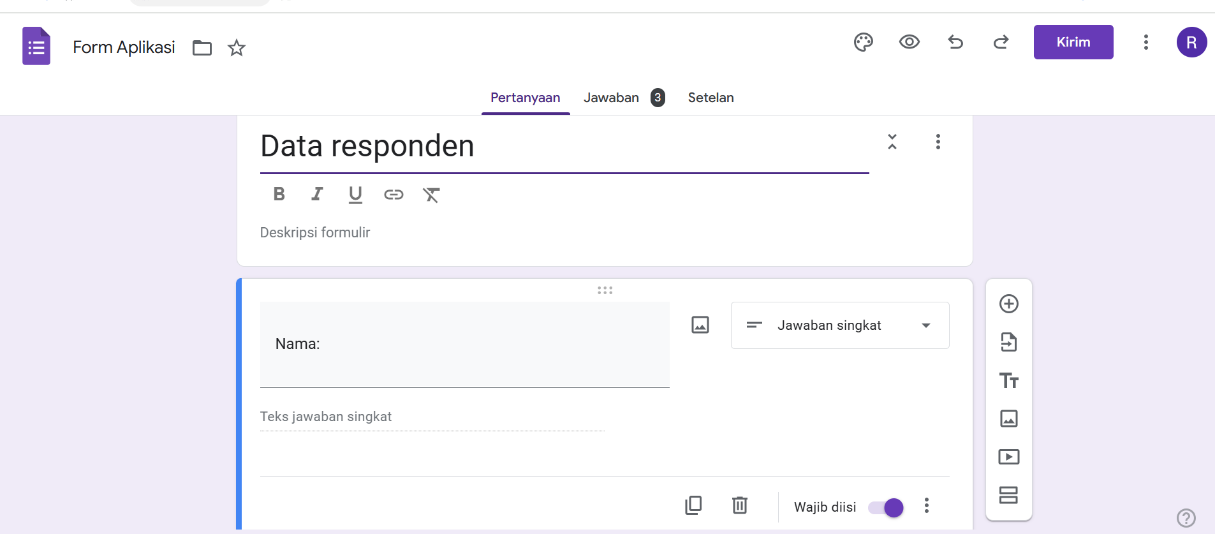 Form Aplikasi
Kirim
R
Pertanyaan Jawaban 3 Setelan
Data responden
B I U
Deskripsi formulir
Nama:
Jawaban singkat
Teks jawaban singkat
Wajib diisi